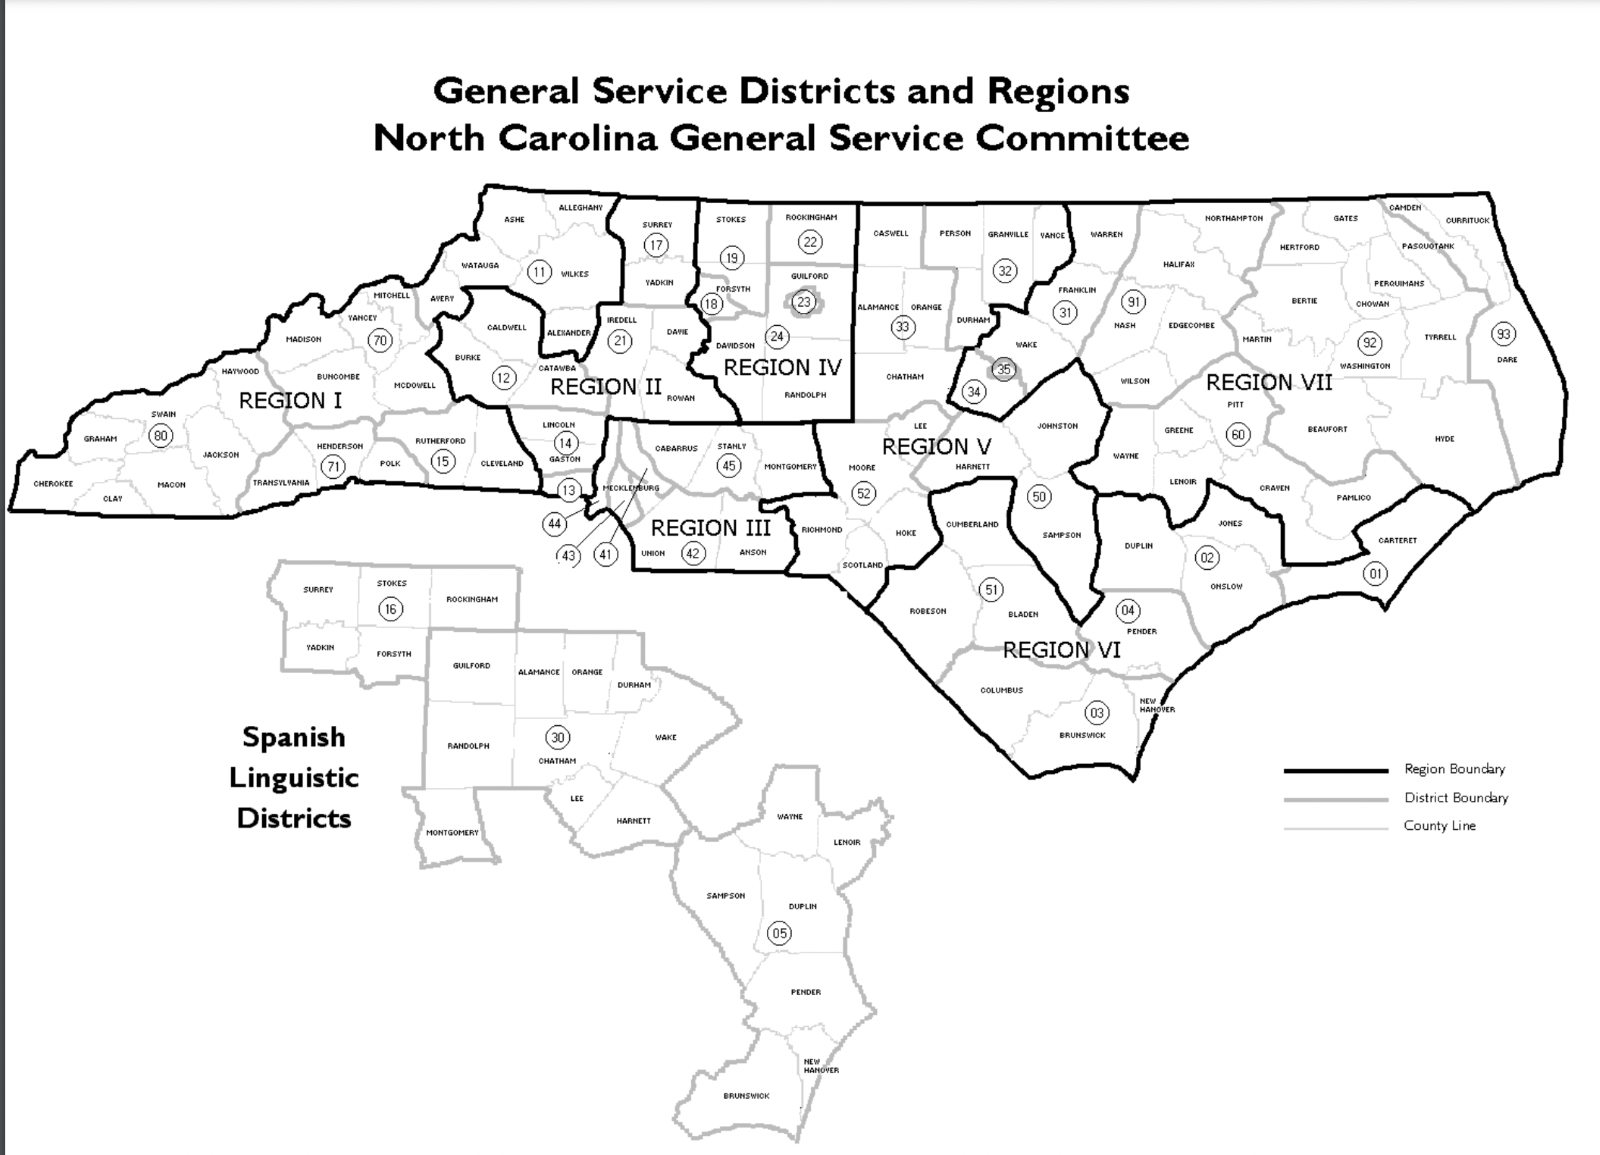 General Service Districts and Regions
North Carolina General Service Committee
ASHE
ALLEGHANY
SURREY
17
STOKES
19
ROCKINGHAM
22
CASWELL
PERSON
GRANVILLE
VANCE
32
WARREN
NORTHAMPTON
GATES
CAMDEN
CURRITUCK
HERTFORD
PASQUOTANK
HALIFAX
PERQUIMANS
WATAUGA
11
WILKES
YADKIN
FORSYTH
18
GUILFORD
23
MITCHELL
AVERY
YANCEY
70
MADISON
CALDWELL
ALEXANDER
IREDELL
21
DAVIE
DAVIDSON
24
REGION IV
RANDOLPH
ALAMANCE
ORANGE
33
DURHAM
FRANKLIN
31
91
NASH
EDGECOMBE
BERTIE
CHOWAN
MARTIN
92
WASHINGTON
TYRRELL
93
DARE
WAKE
35
34
CHATHAM
WILSON
REGION VII
HAYWOOD
BUNCOMBE
MCDOWELL
BURKE
12
CATAWBA
REGION II
ROWAN
REGION I
SWAIN
80
GRAHAM
JACKSON
CHEROKEE
CLAY
MACON
HENDERSON
71
TRANSYLVANIA
POLK
RUTHERFORD
15
CLEVELAND
LINCOLN
14
GASTON
13
MECKLENBURG
44
43
41
CABARRUS
STANLY
45
MONTGOMERY
REGION III
UNION
42
ANSON
LEE
REGION V
HARNETT
MOORE
52
RICHMOND
HOKE
SCOTLAND
JOHNSTON
50
SAMPSON
CUMBERLAND
PITT
60
GREENE
WAYNE
LENOIR
BEAUFORT
HYDE
CRAVEN
PAMLICO
JONES
02
ONSLOW
DUPLIN
CARTERET
01
ROBESON
51
BLADEN
04
PENDER
REGION VI
COLUMBUS
03
BRUNSWICK
NEW
HANOVER
Region Boundary
District Boundary
County Line
Spanish
Linguistic
Districts
SURREY
STOKES
16
ROCKINGHAM
YADKIN
FORSYTH
GUILFORD
ALAMANCE
ORANGE
DURHAM
RANDOLPH
30
CHATHAM
WAKE
LEE
HARNETT
MONTGOMERY
WAYNE
LENOIR
SAMPSON
DUPLIN
05
PENDER
NEW
HANOVER
BRUNSWICK